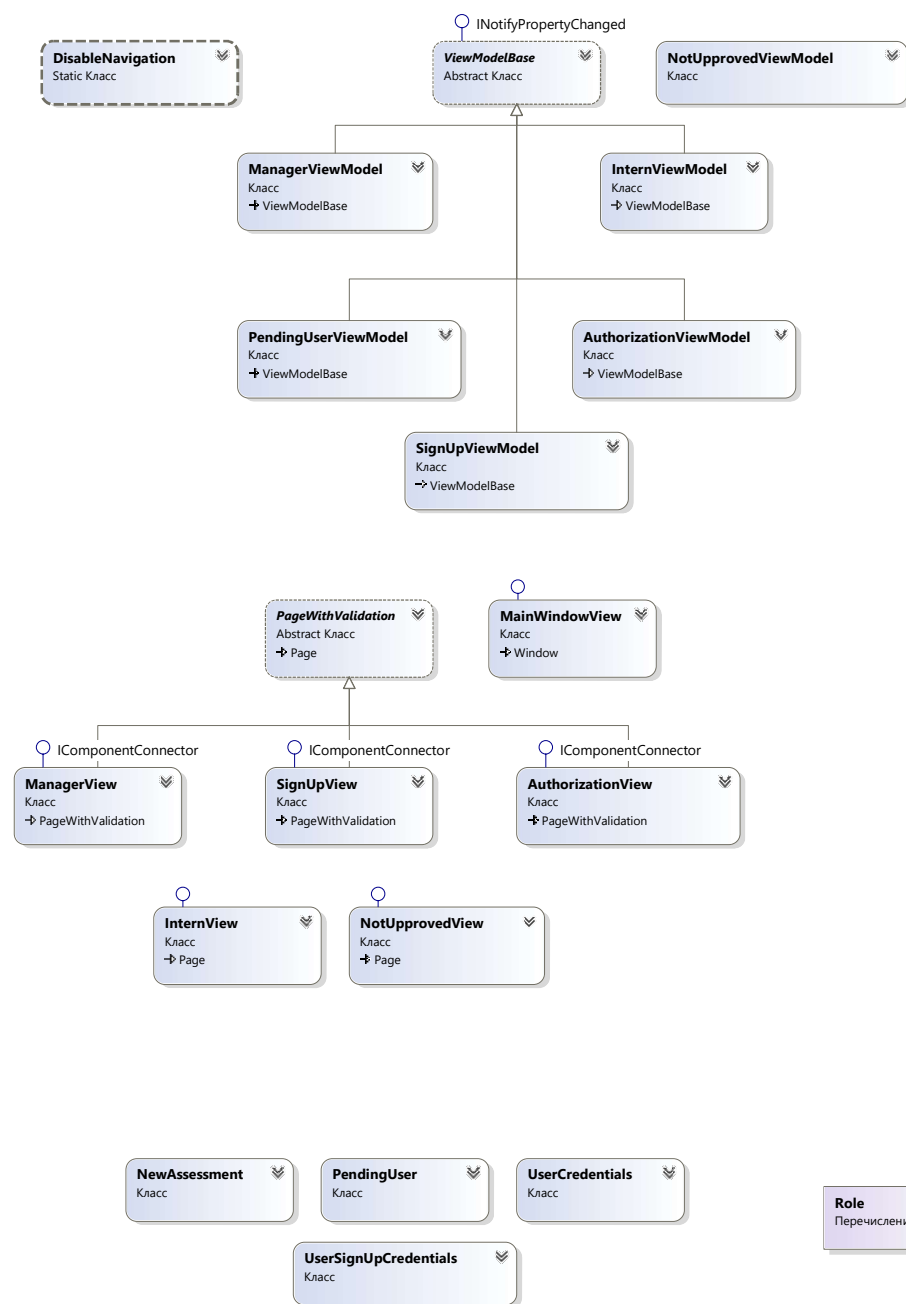 INotifyPropertyChanged
DisableNavigation
Static Класс
ViewModelBase
Abstract Класс
NotUpprovedViewModel
Класс
ManagerViewModel
Класс
ViewModelBase
InternViewModel
Класс
ViewModelBase
PendingUserViewModel
Класс
ViewModelBase
AuthorizationViewModel
Класс
ViewModelBase
SignUpViewModel
Класс
ViewModelBase
PageWithValidation
Abstract Класс
Page
MainWindowView
Класс
Window
IComponentConnector
IComponentConnector
IComponentConnector
ManagerView
Класс
PageWithValidation
SignUpView
Класс
PageWithValidation
AuthorizationView
Класс
PageWithValidation
InternView
Класс
Page
NotUpprovedView
Класс
Page
NewAssessment
Класс
PendingUser
Класс
UserCredentials
Класс
Role
Перечислени
UserSignUpCredentials
Класс